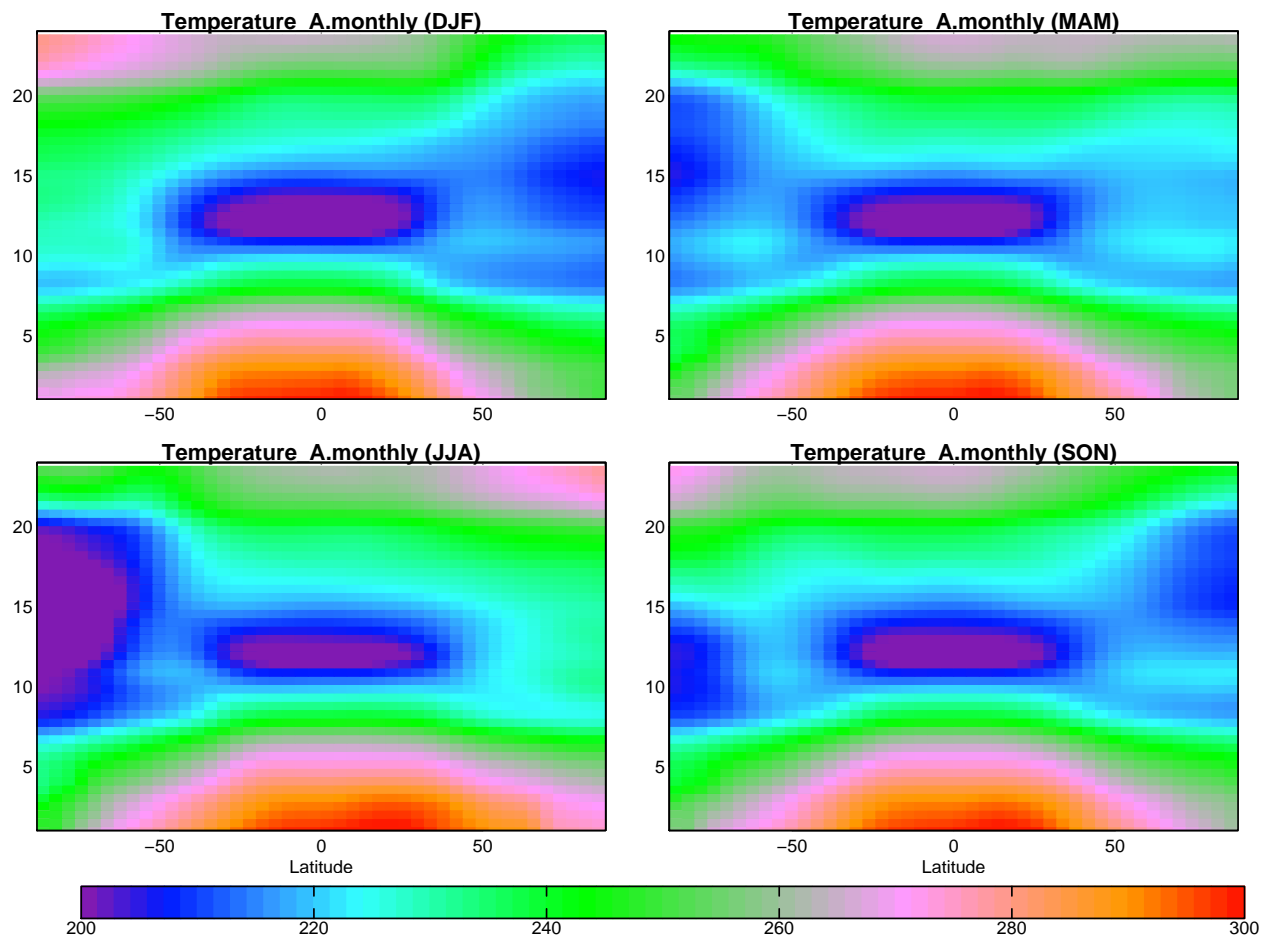 Temperature A.monthly (DJF)
Temperature A.monthly (MAM)
20
15
10
5
−50 0 50
20
15
10
5
−50 0 50
Temperature A.monthly (JJA)
Temperature A.monthly (SON)
20
15
10
5
−50 0 50
Latitude
20
15
10
5
−50 0 50
Latitude
200 220 240 260 280 300